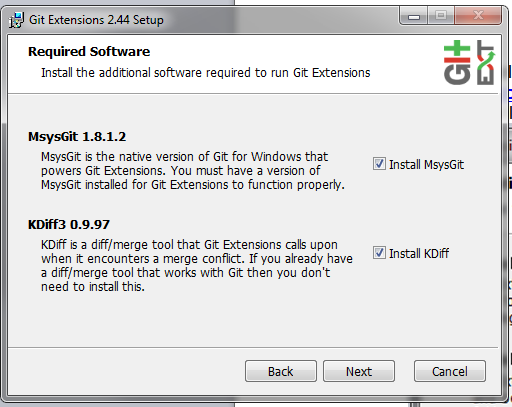 Git Extensions 2.44 Setup
Required Software
Install the additional software required to run Git Extensions
Git
EXT
MsysGit 1.8.1.2
MsysGit is the native version of Git for Windows that
powers Git Extensions. You must have a version of
MsysGit installed for Git Extensions to function properly.
Install MsysGit
KDiff3 0.9.97
KDiff is a diff/merge tool that Git Extensions calls upon
when it encounters a merge conflict. If you already have
a diff/merge tool that works with Git then you don't
need to install this.
Install KDiff
Back
Next
Cancel